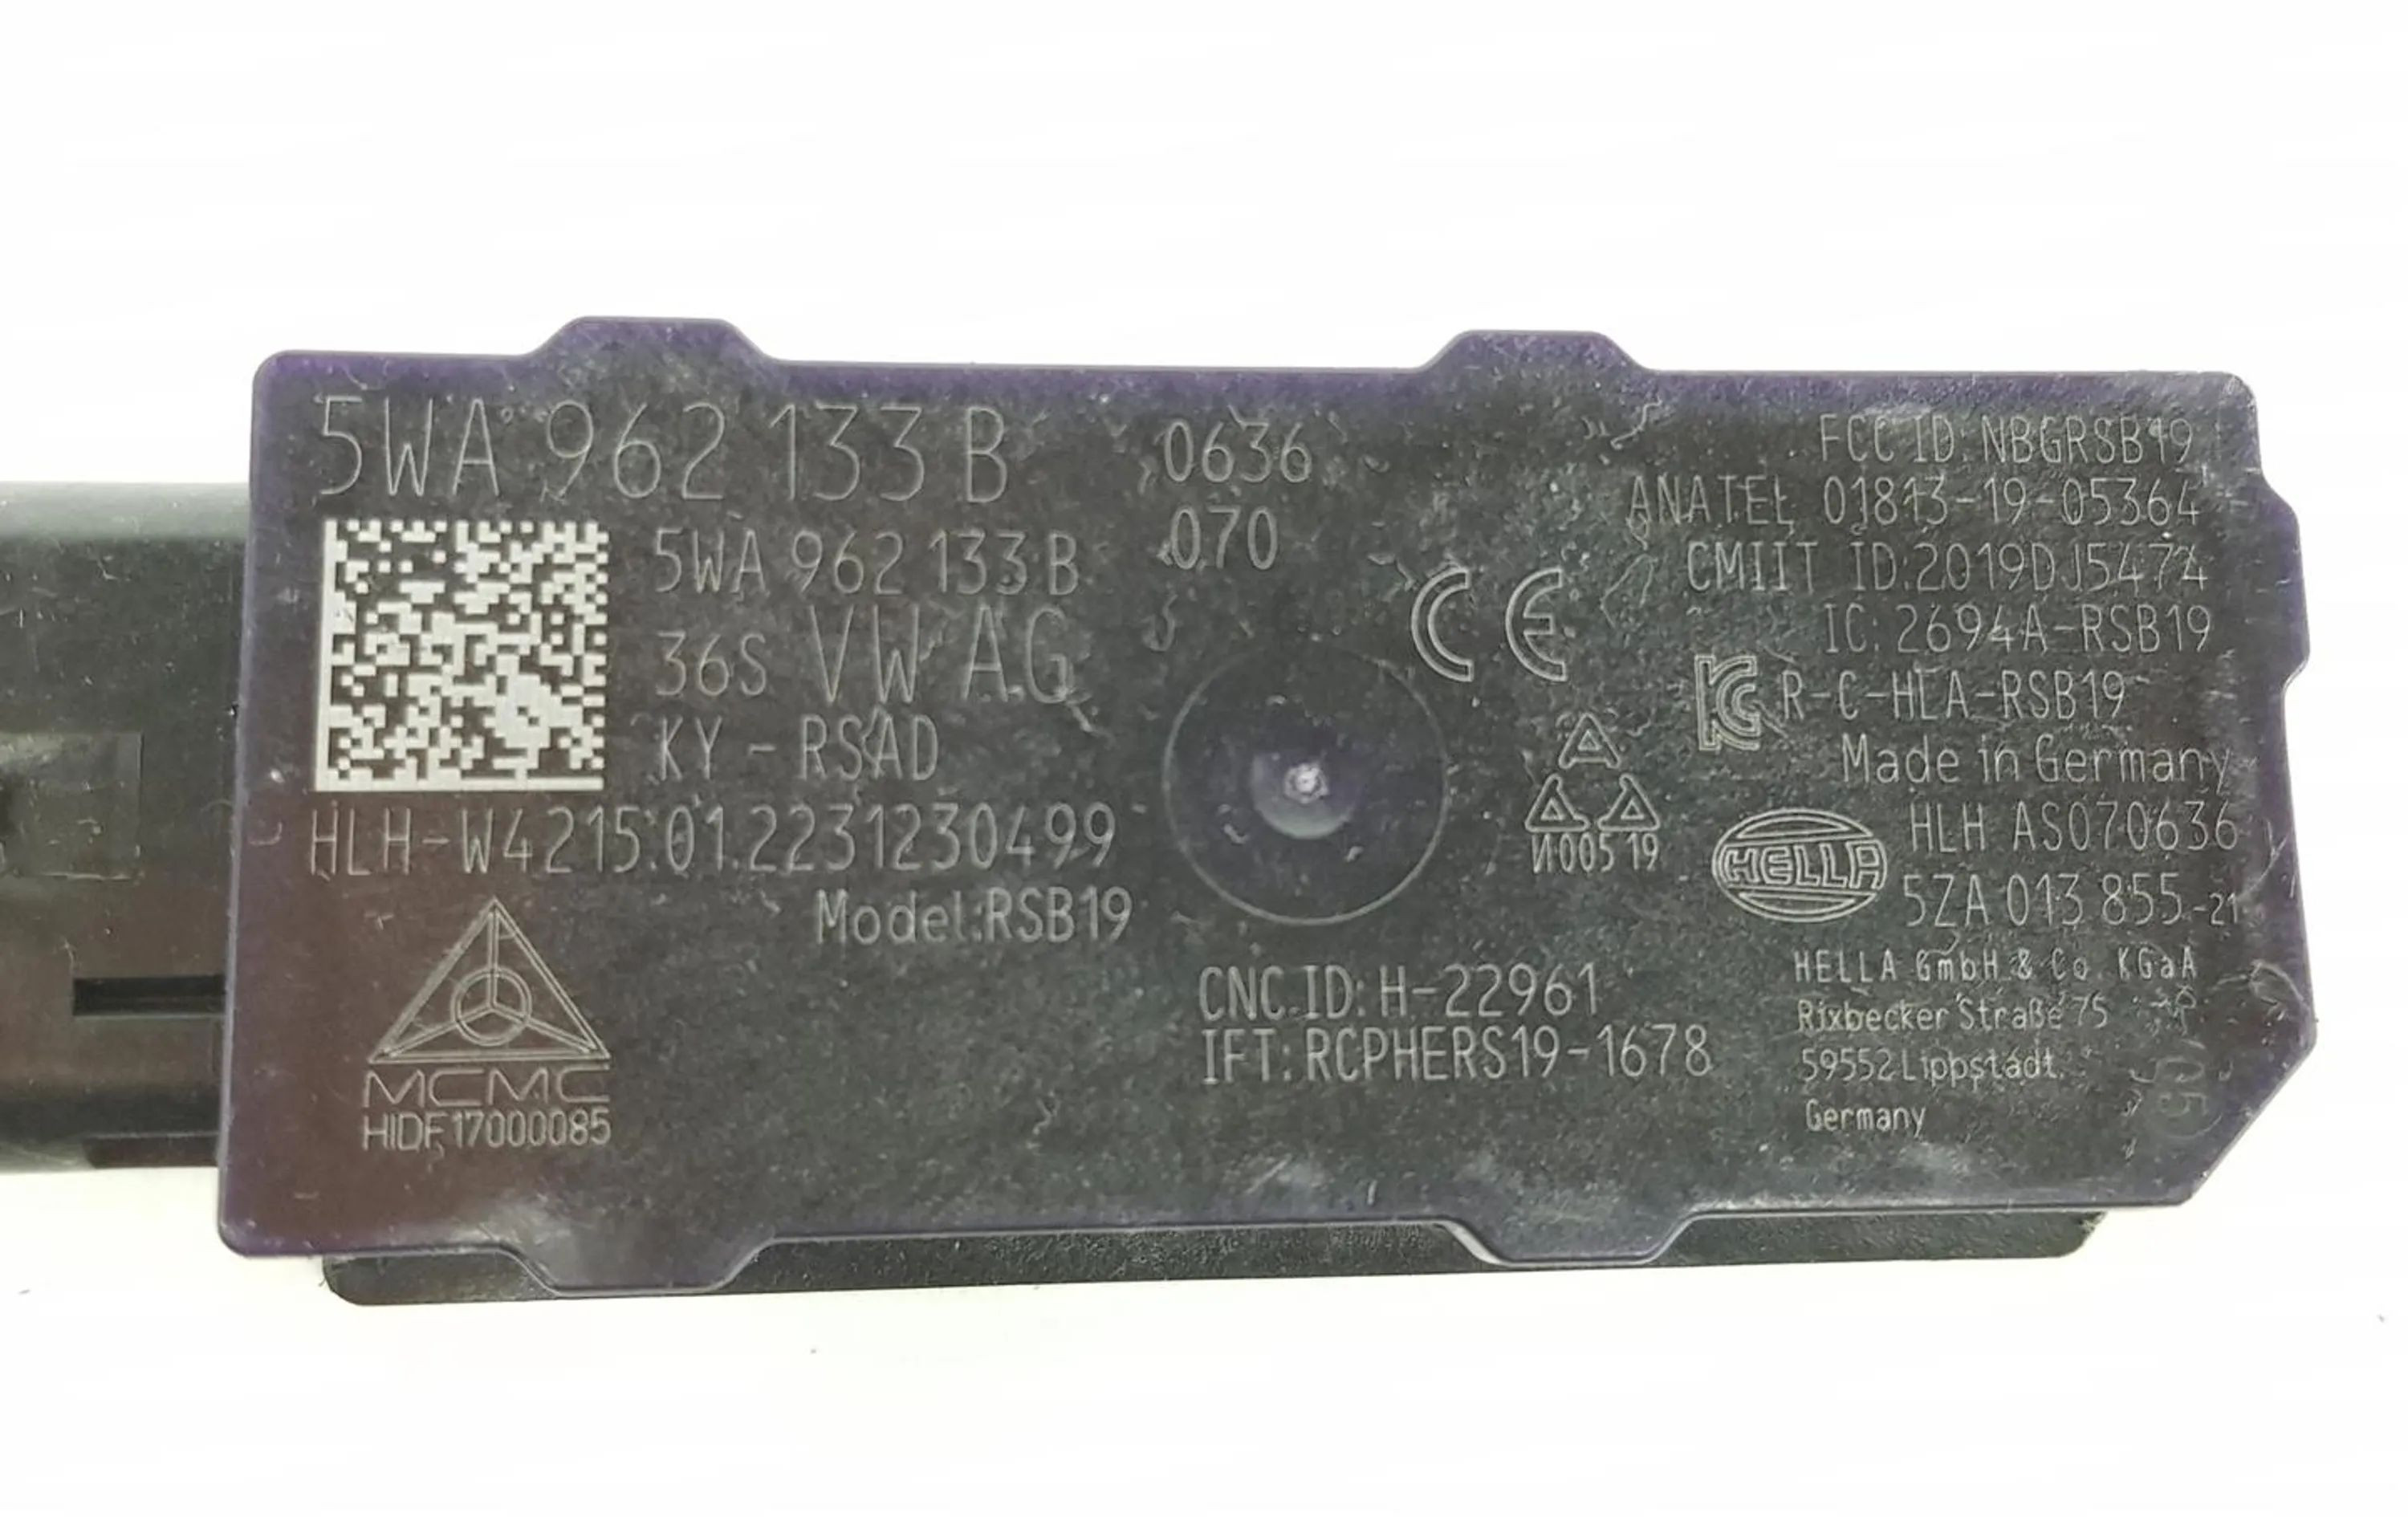 5WA 962 133 B
0636
070
5WA 962 133 B
36S VW AG
KY - RSAD
HLH-W4215.01.2231230499
Model:RSB19
MCMC
HIDF17000085
CE
И005 19
CNC ID: H-22961
IFT: RCPHERS19-1678
FCC ID: NBGRSB19
ANATEL 01813-19-05364
CMIIT ID:2019DJ5474
IC: 2694A-RSB19
R-C-HLA-RSB19
Made in Germany
HELLA
HLH AS070636
5ZA 013 855-21
HELLA GmbH & Co. KGaA
Rixbecker Straße 75
59552 Lippstadt
Germany